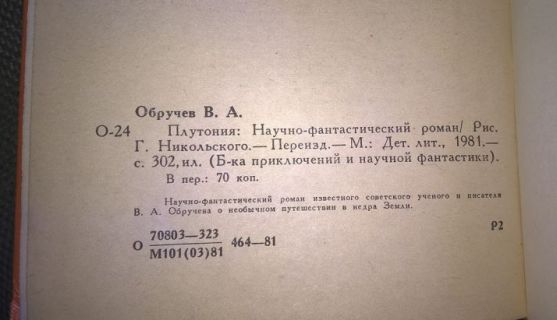 Обручев В. А.
О-24 Плутония: Научно-фантастический роман/ Рис.
Г. Никольского.— Переизд.— М.: Дет. лит., 1981.—
с. 302, ил. (Б-ка приключений и научной фантастики).
В пер.: 70 коп.
Научно-фантастический роман известного советского ученого и писателя
В. А. Обручева о необычном путешествии в недра Земли.
О 70803—323 464—81
М101(03)81
Р2